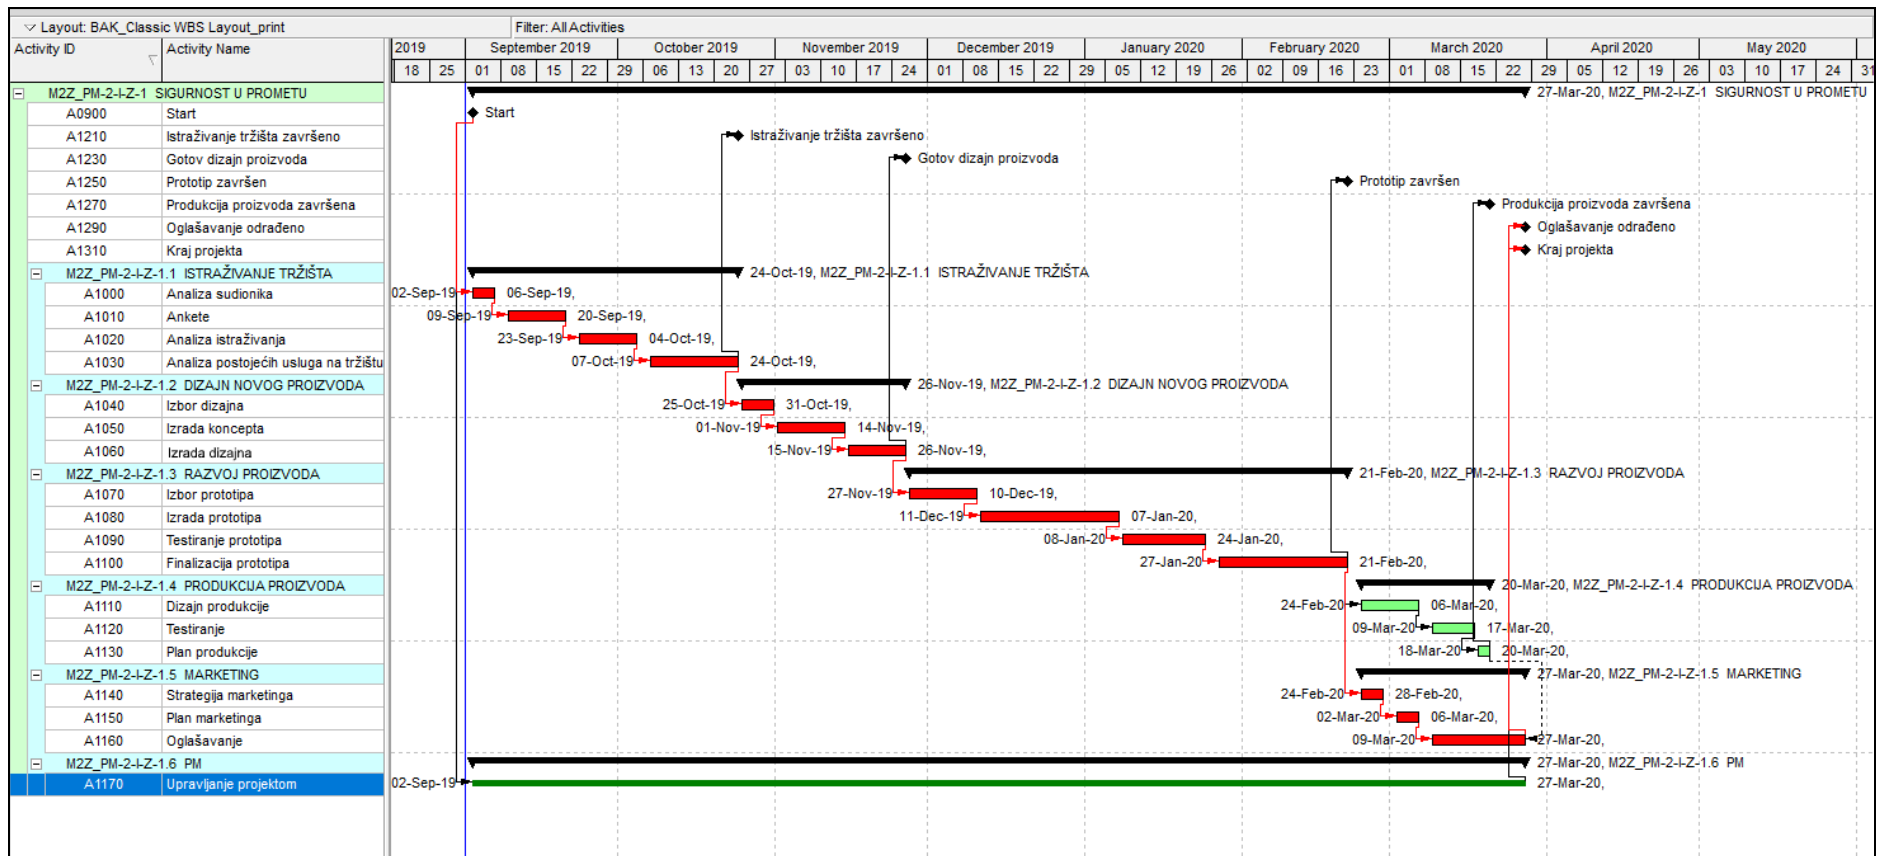 Layout: BAK_Classic WBS Layout_print Filter: All Activities
Activity ID Activity Name 2019 September 2019 October 2019 November 2019 December 2019 January 2020 February 2020 March 2020 April 2020 May 2020
18 25 01 08 15 22 29 06 13 20 27 03 10 17 24 01 08 15 22 29 05 12 19 26 02 09 16 23 01 08 15 22 29 05 12 19 26 03 10 17 24 31
M2Z_PM-2-I-Z-1 SIGURNOST U PROMETU 27-Mar-20, M2Z_PM-2-I-Z-1 SIGURNOST U PROMETU
A0900 Start Start
A1210 Istraživanje tržišta završeno Istraživanje tržišta završeno
A1230 Gotov dizajn proizvoda Gotov dizajn proizvoda
A1250 Prototip završen Prototip završen
A1270 Produkcija proizvoda završena Produkcija proizvoda završena
A1290 Oglašavanje odrađeno Oglašavanje odrađeno
A1310 Kraj projekta Kraj projekta
M2Z_PM-2-I-Z-1.1 ISTRAŽIVANJE TRŽIŠTA 24-Oct-19, M2Z_PM-2-I-Z-1.1 ISTRAŽIVANJE TRŽIŠTA
A1000 Analiza sudionika 02-Sep-19 06-Sep-19,
A1010 Ankete 09-Sep-19 20-Sep-19,
A1020 Analiza istraživanja 23-Sep-19 04-Oct-19,
A1030 Analiza postojećih usluga na tržištu 07-Oct-19 24-Oct-19,
M2Z_PM-2-I-Z-1.2 DIZAJN NOVOG PROIZVODA 26-Nov-19, M2Z_PM-2-I-Z-1.2 DIZAJN NOVOG PROIZVODA
A1040 Izbor dizajna 25-Oct-19 31-Oct-19,
A1050 Izrada koncepta 01-Nov-19 14-Nov-19,
A1060 Izrada dizajna 15-Nov-19 26-Nov-19,
M2Z_PM-2-I-Z-1.3 RAZVOJ PROIZVODA 21-Feb-20, M2Z_PM-2-I-Z-1.3 RAZVOJ PROIZVODA
A1070 Izbor prototipa 27-Nov-19 10-Dec-19,
A1080 Izrada prototipa 11-Dec-19 07-Jan-20,
A1090 Testiranje prototipa 08-Jan-20 24-Jan-20,
A1100 Finalizacija prototipa 27-Jan-20 21-Feb-20,
M2Z_PM-2-I-Z-1.4 PRODUKCIJA PROIZVODA 20-Mar-20, M2Z_PM-2-I-Z-1.4 PRODUKCIJA PROIZVODA
A1110 Dizajn produkcije 24-Feb-20 06-Mar-20,
A1120 Testiranje 09-Mar-20 17-Mar-20,
A1130 Plan produkcije 18-Mar-20 20-Mar-20,
M2Z_PM-2-I-Z-1.5 MARKETING 27-Mar-20, M2Z_PM-2-I-Z-1.5 MARKETING
A1140 Strategija marketinga 24-Feb-20 28-Feb-20,
A1150 Plan marketinga 02-Mar-20 06-Mar-20,
A1160 Oglašavanje 09-Mar-20 27-Mar-20,
M2Z_PM-2-I-Z-1.6 PM 27-Mar-20, M2Z_PM-2-I-Z-1.6 PM
A1170 Upravljanje projektom 02-Sep-19 27-Mar-20,